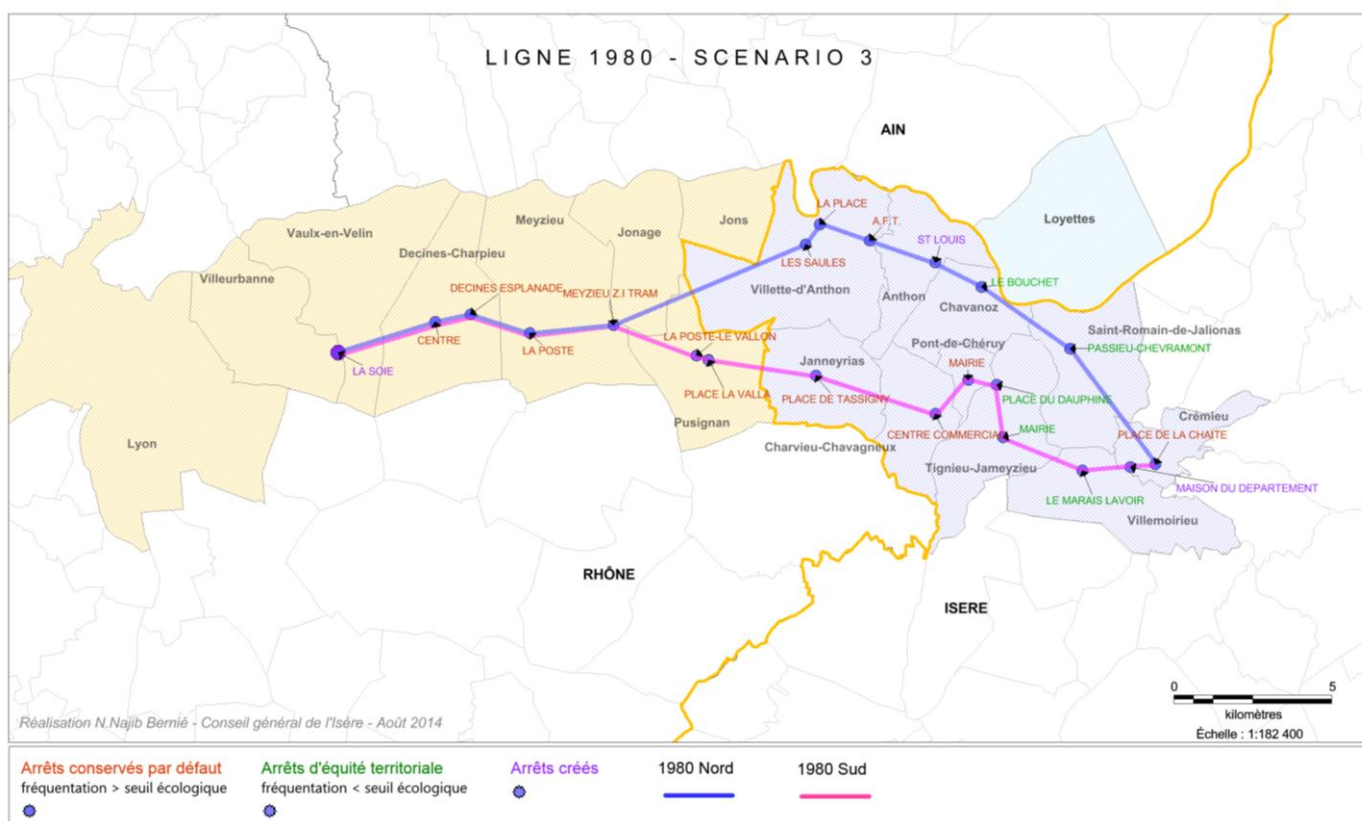 LIGNE 1980 - SCENARIO 3
AIN
LA PLACE
Jons
Meyzieu
A.F.T.
Loyettes
Vaulx-en-Velin
Jonage
ST LOUIS
Decines-Charpieu
LES SAULES
Villeurbanne
LE BOUCHET
DECINES ESPLANADE
MEYZIEU Z.I TRAM
Villette-d'Anthon
Anthon
Chavanoz
Saint-Romain-de-Jalionas
CENTRE
LA POSTE-LE VALLON
Pont-de-Chéruy
LA POSTE
PASSIEU-CHEVRAMONT
Janneyrias
MAIRIE
LA SOIE
PLACE LA VALLA
PLACE DE TASSIGNY
PLACE DU DAUPHINE
Crémieu
Pusignan
MAIRIE
PLACE DE LA CHAITE
CENTRE COMMERCIAL
Lyon
Charvieu-Chavagneux
Tignieu-Jameyzieu
MAISON DU DEPARTEMENT
LE MARAIS LAVOIR
Villemoirieu
RHÔNE
ISERE
0 5
kilomètres
Échelle : 1:182 400
Réalisation N.Najib Bernié - Conseil général de l'Isère - Août 2014
Arrêts conservés par défaut
fréquentation > seuil écologique
Arrêts d'équité territoriale
fréquentation < seuil écologique
Arrêts créés
1980 Nord
1980 Sud